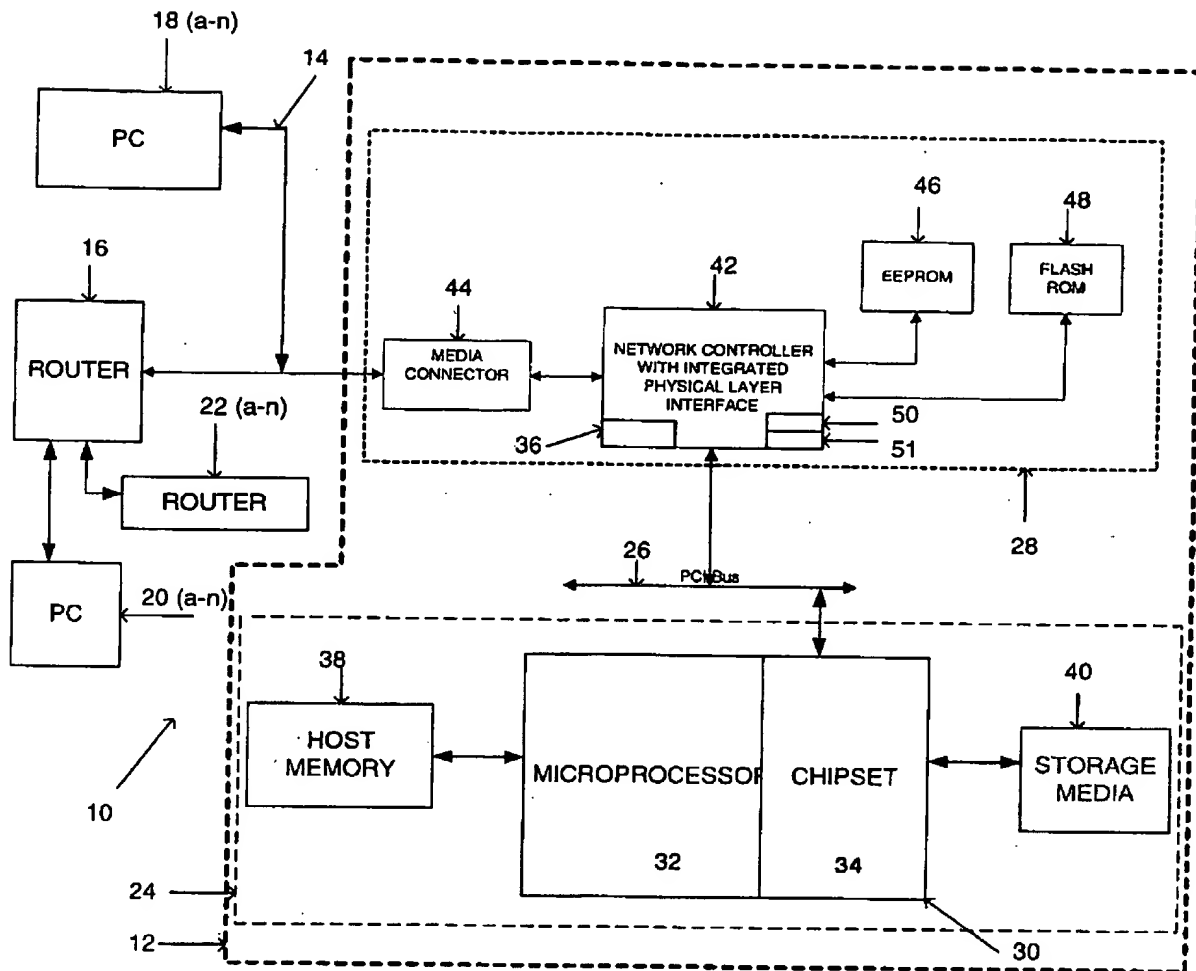 18 (a-n)
14
PC
16
ROUTER
22 (a-n)
ROUTER
PC
20 (a-n)
10
24
12
46
48
42
EEPROM
FLASH
ROM
44
MEDIA
CONNECTOR
NETWORK CONTROLLER
WITH INTEGRATED
PHYSICAL LAYER
INTERFACE
50
36
51
28
26
PCI Bus
38
40
HOST
MEMORY
MICROPROCESSOR
CHIPSET
STORAGE
MEDIA
32
34
30